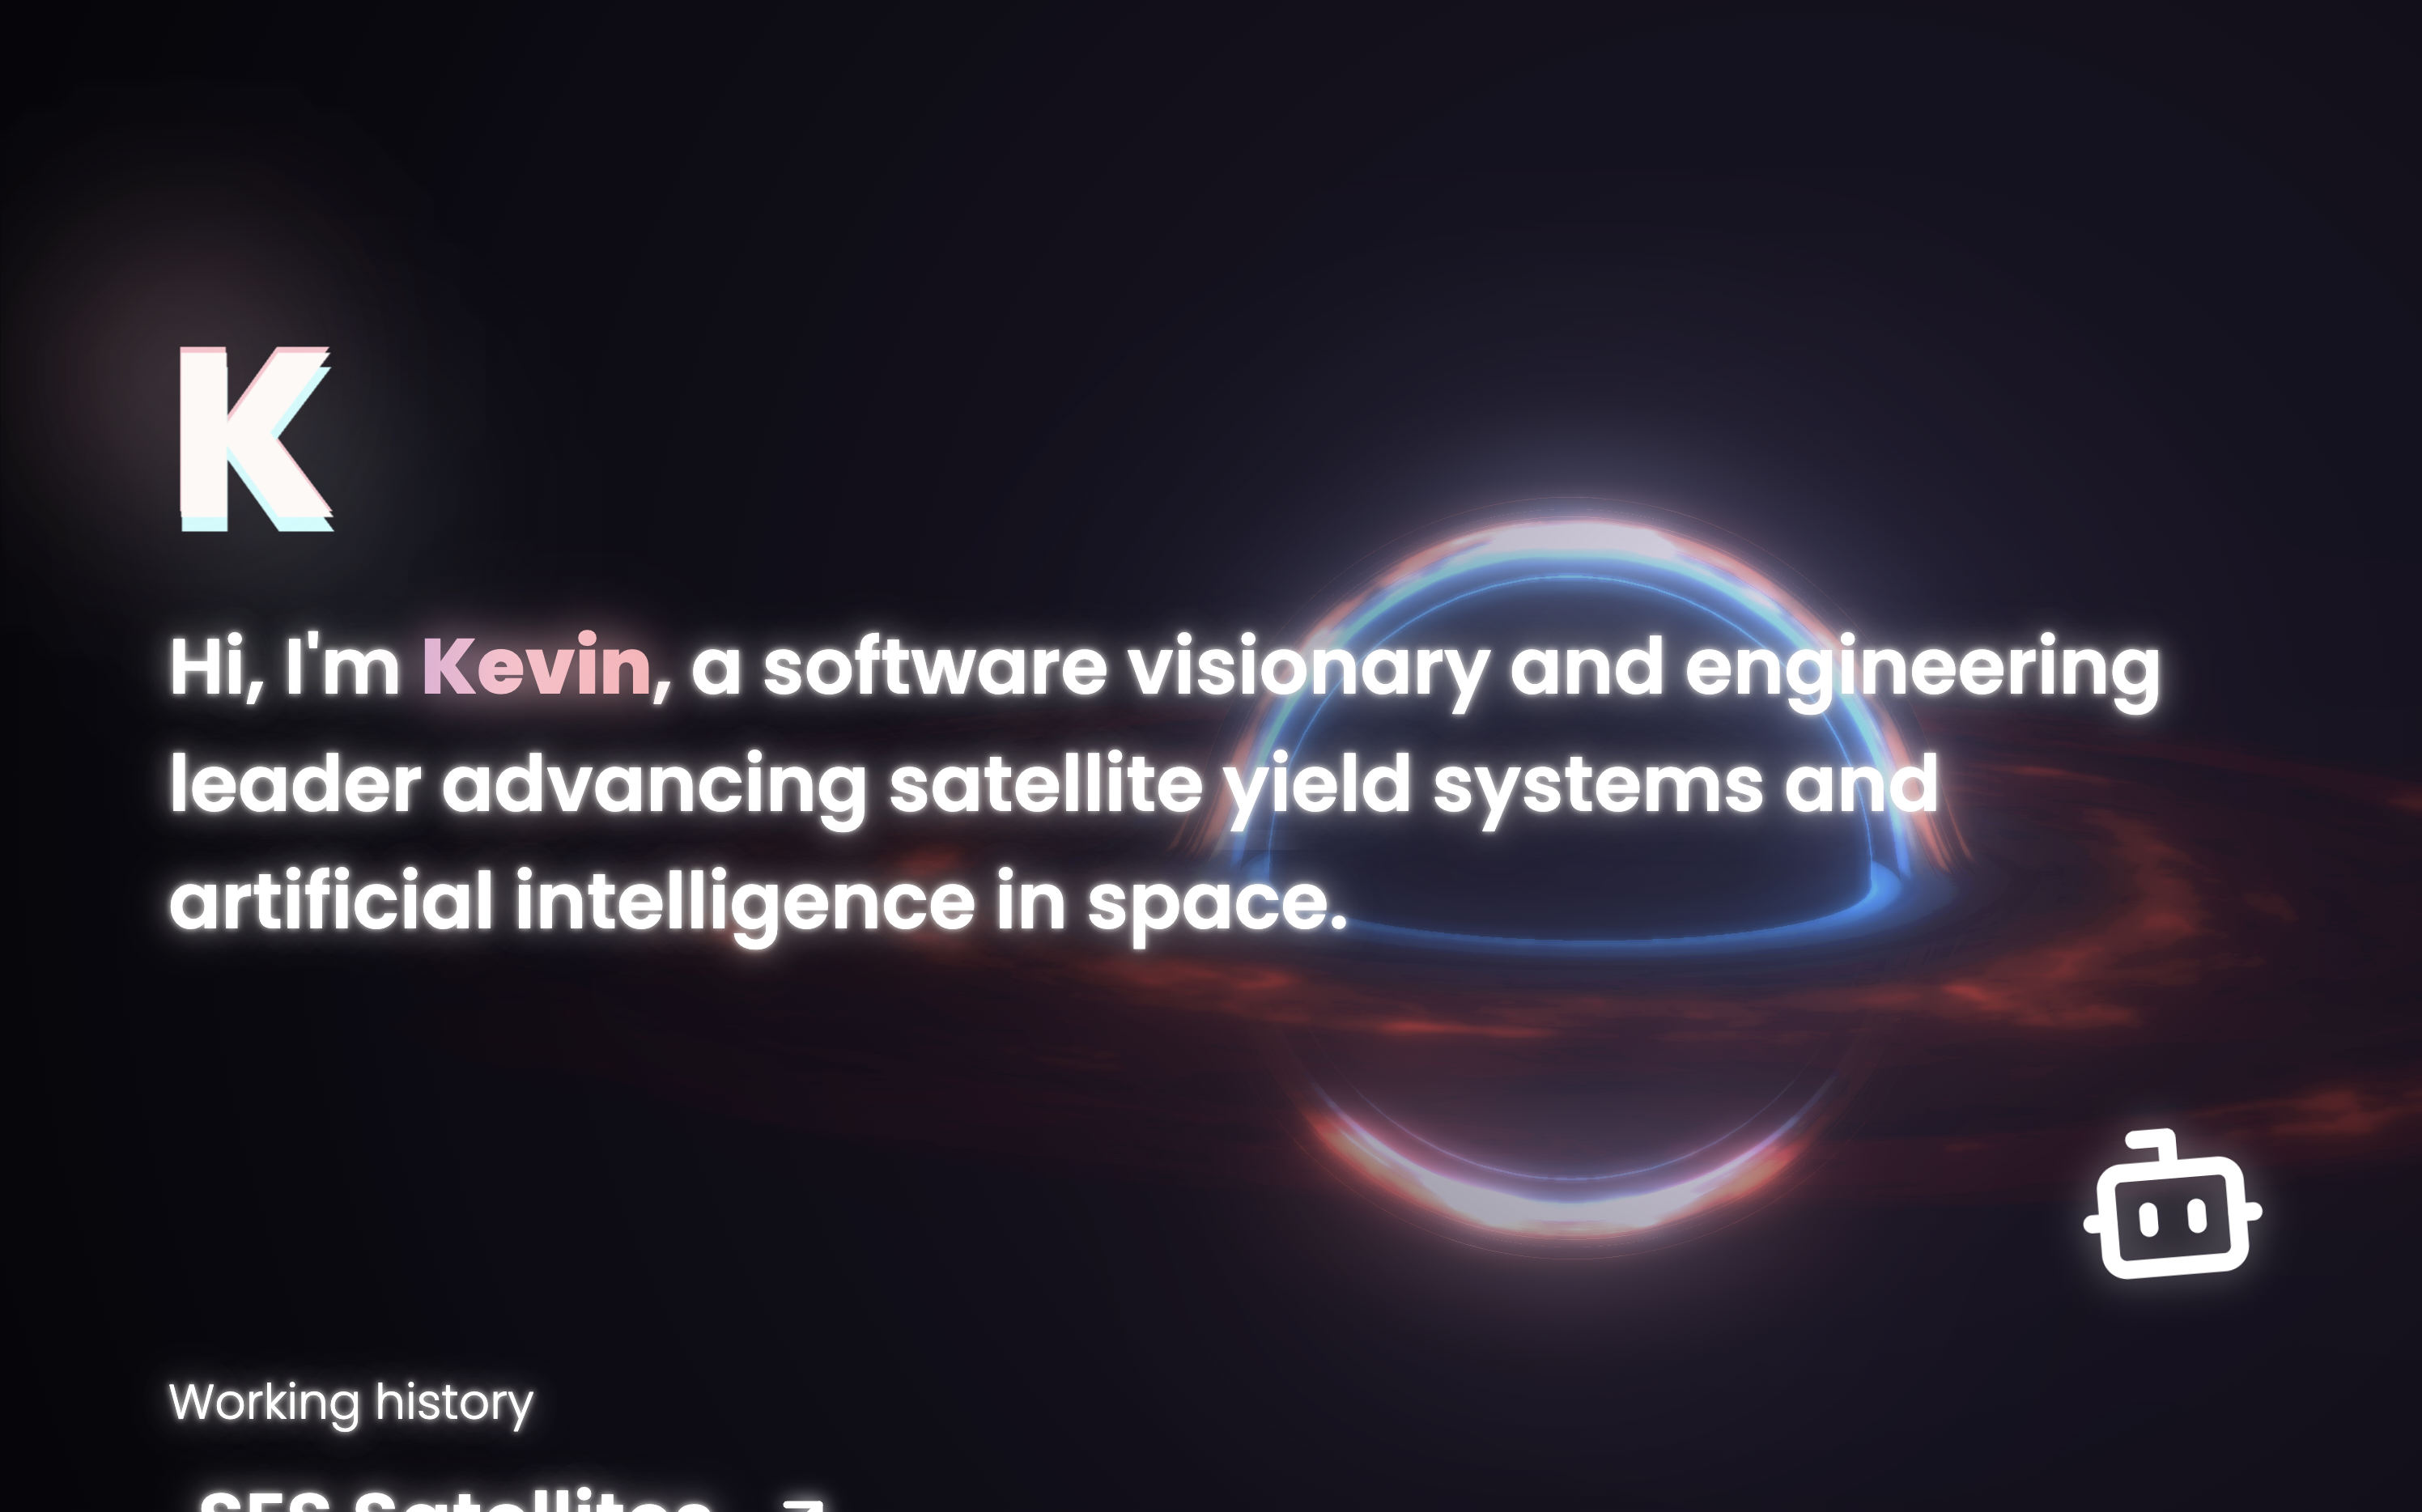 K
Hi, I'm Kevin, a software visionary and engineering
leader advancing satellite yield systems and
artificial intelligence in space.
Working history
SES Satellites